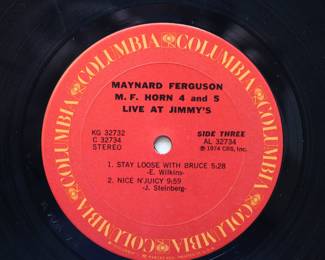 COLUMBIA COLUMBIA COLUMBIA COLUMBIA COLUMBIA COLUMBIA
MAYNARD FERGUSON
M. F. HORN 4 and 5
LIVE AT JIMMY'S
KG 32732
C 32734
STEREO
SIDE THREE
AL 32734
℗ 1974 CBS, Inc.
1. STAY LOOSE WITH BRUCE 5:28
-E. Wilkins-
2. NICE N'JUICY 9:59
-J. Steinberg-